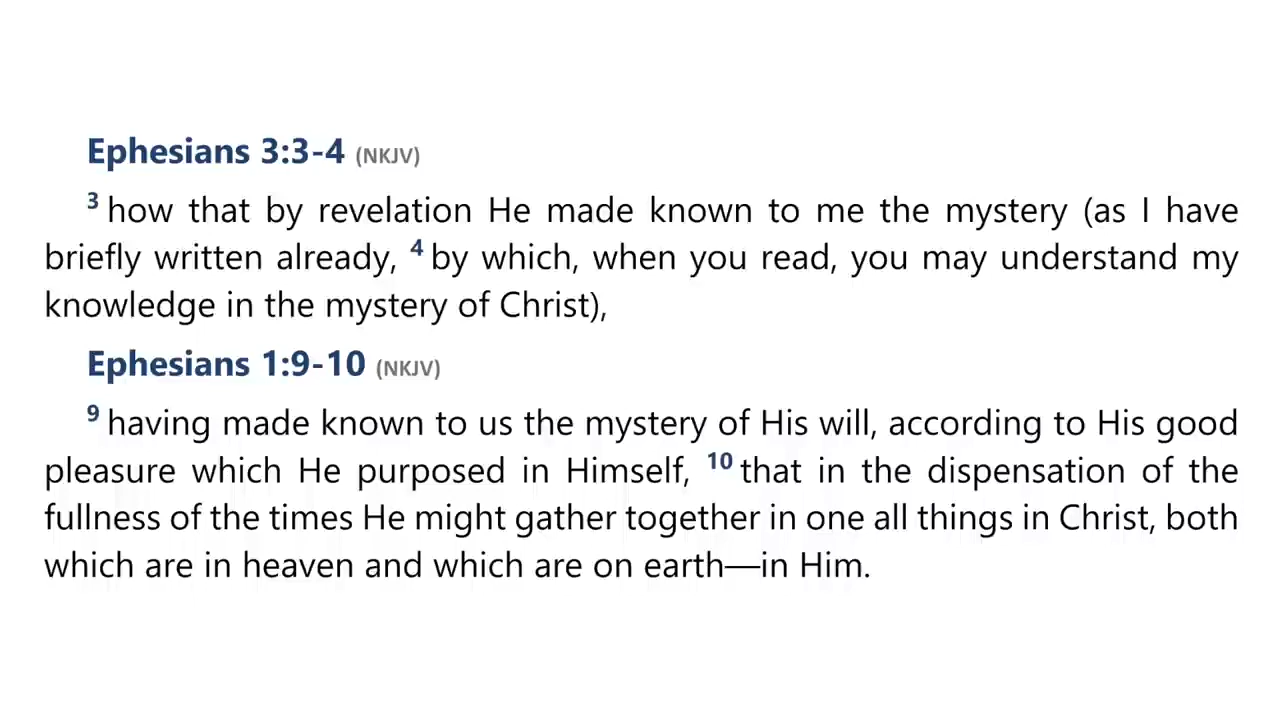 Ephesians 3:3-4 (NKJV)
3 how that by revelation He made known to me the mystery (as I have
briefly written already, 4 by which, when you read, you may understand my
knowledge in the mystery of Christ),
Ephesians 1:9-10 (NKJV)
9 having made known to us the mystery of His will, according to His good
pleasure which He purposed in Himself, 10 that in the dispensation of the
fullness of the times He might gather together in one all things in Christ, both
which are in heaven and which are on earth—in Him.